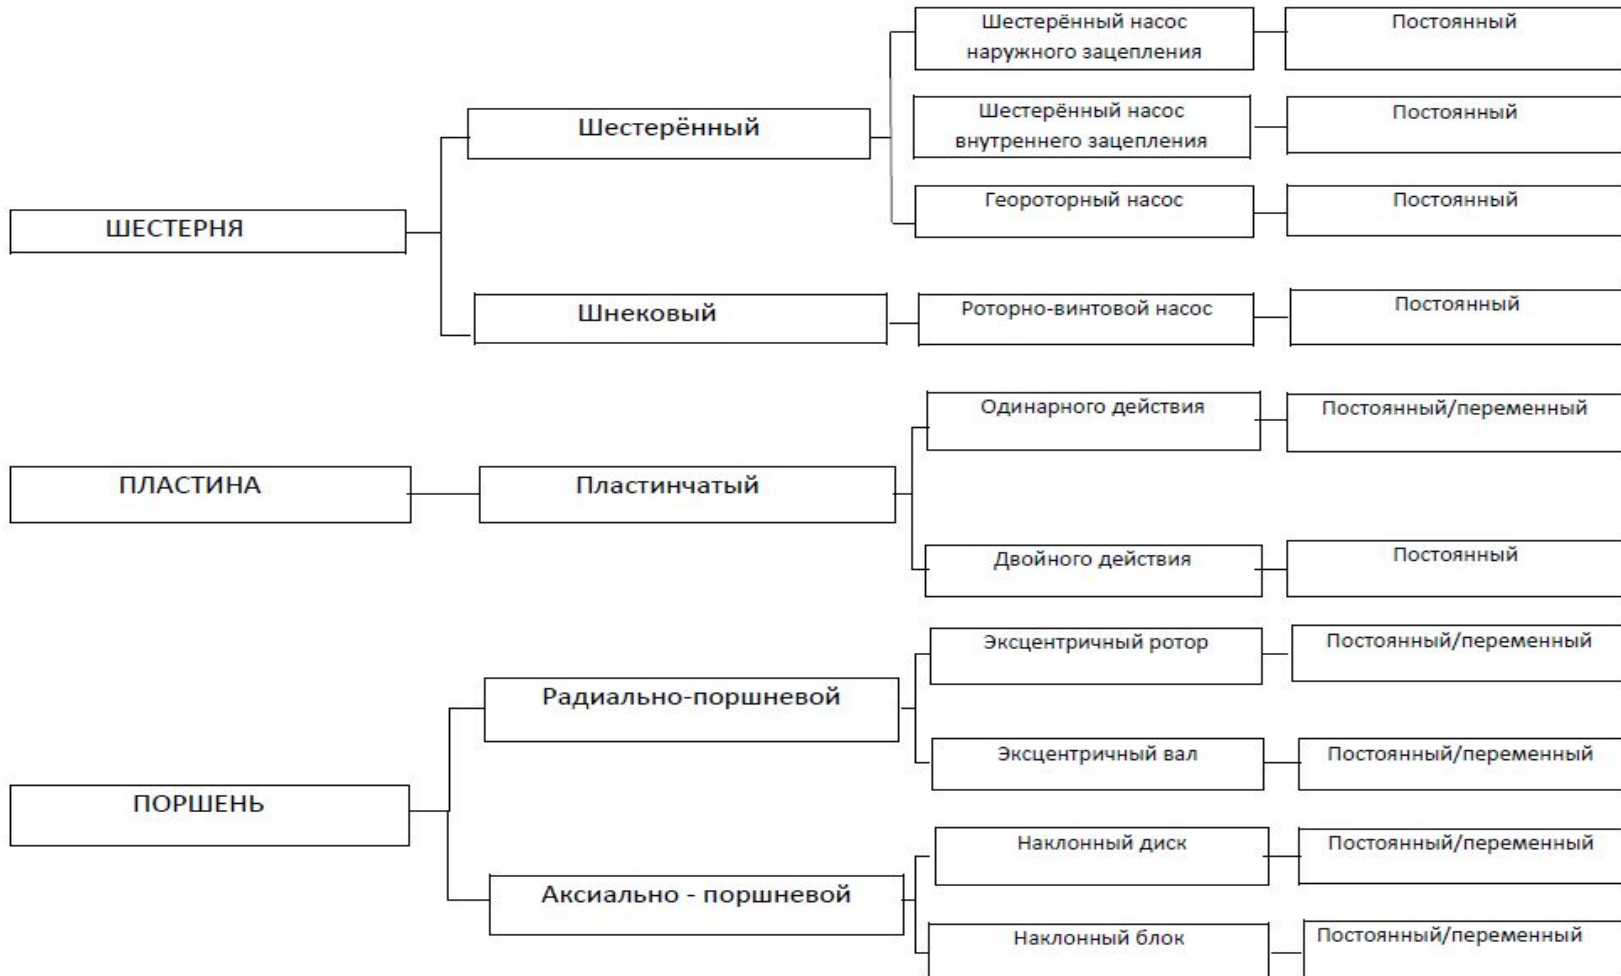 ШЕСТЕРНЯ
Шестерённый
Шестерённый насос
наружного зацепления
Постоянный
Шестерённый насос
внутреннего зацепления
Постоянный
Геороторный насос
Постоянный
Шнековый
Роторно-винтовой насос
Постоянный
ПЛАСТИНА
Пластинчатый
Одинарного действия
Постоянный/переменный
Двойного действия
Постоянный
ПОРШЕНЬ
Радиально-поршневой
Эксцентричный ротор
Постоянный/переменный
Эксцентричный вал
Постоянный/переменный
Аксиально - поршневой
Наклонный диск
Постоянный/переменный
Наклонный блок
Постоянный/переменный